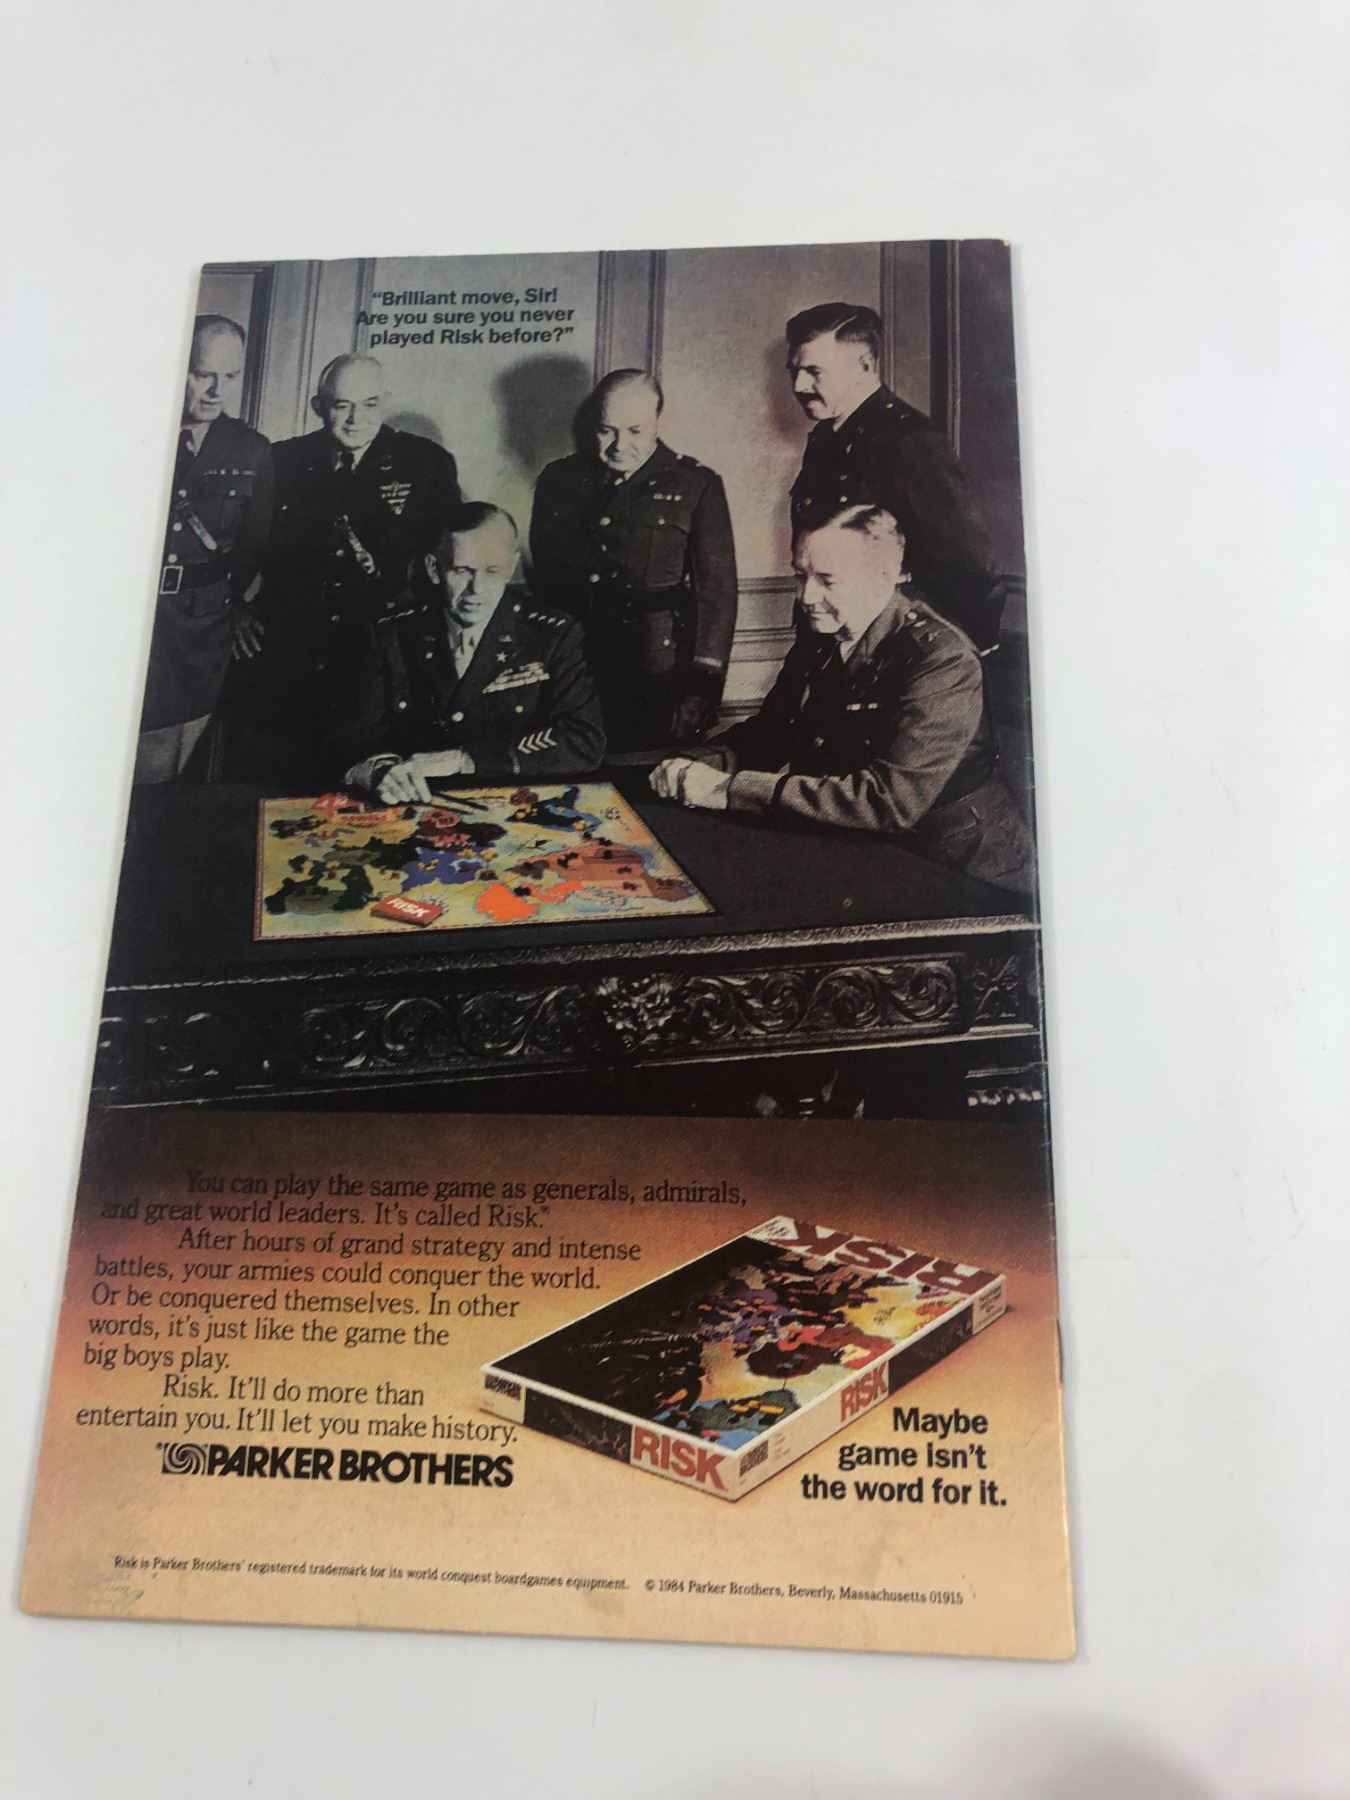 "Brilliant move, Sir!
Are you sure you never
played Risk before?"
RISK
You can play the same game as generals, admirals,
and great world leaders. It's called Risk.®
After hours of grand strategy and intense
battles, your armies could conquer the world.
Or be conquered themselves. In other
words, it's just like the game the
big boys play.
Risk. It'll do more than
entertain you. It'll let you make history.
PARKER BROTHERS
RISK
RISK
RISK
Maybe
game isn't
the word for it.
Risk is Parker Brothers' registered trademark for its world conquest boardgames equipment. © 1984 Parker Brothers, Beverly, Massachusetts 01915